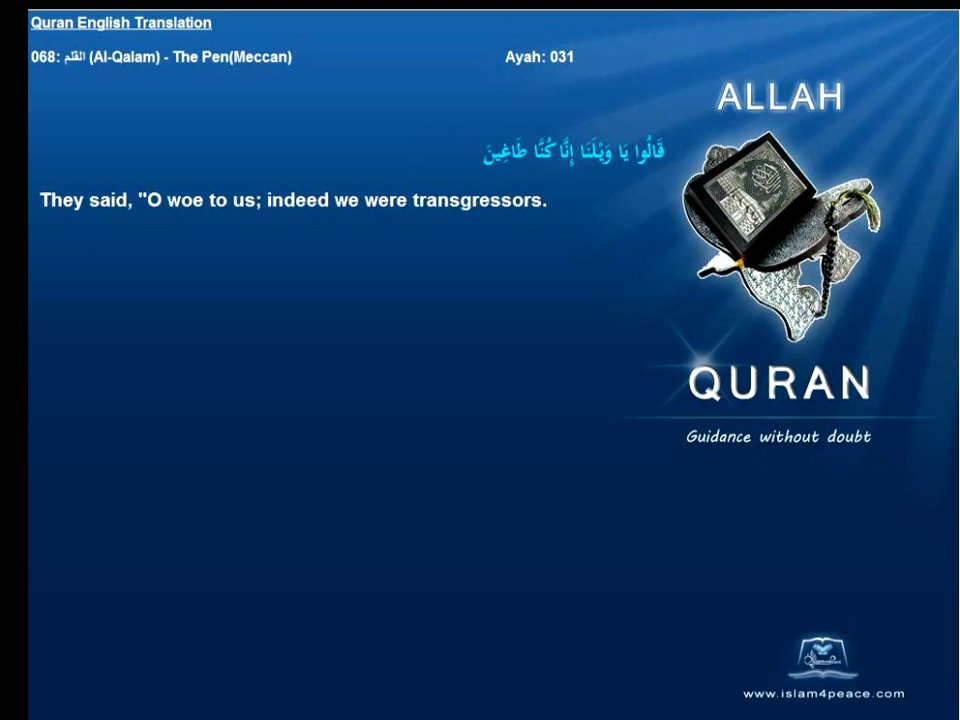 Quran English Translation
068: القلم (Al-Qalam) - The Pen(Meccan) Ayah: 031
ALLAH
قَالُوا يَا وَيْلَنَا إِنَّا كُنَّا طَاغِينَ
They said, "O woe to us; indeed we were transgressors.
QURAN
Guidance without doubt
www.islam4peace.com